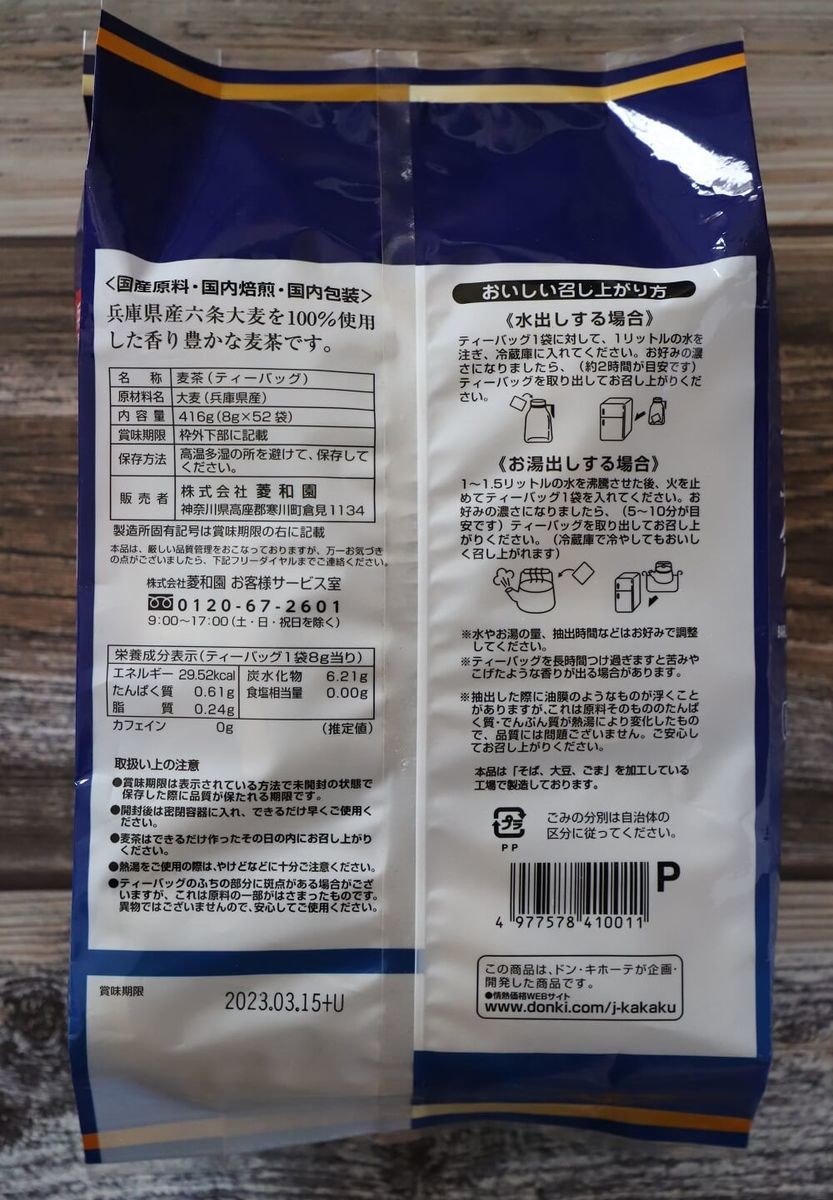 <国産原料・国内焙煎・国内包装>
兵庫県産六条大麦を100%使用
した香り豊かな麦茶です。
名称 麦茶(ティーバッグ)
原材料名 大麦(兵庫県産)
内容量 416g(8g×52袋)
賞味期限 枠外下部に記載
保存方法 高温多湿の所を避けて、保存して
ください。
販売者 株式会社 菱和園
神奈川県高座郡寒川町倉見1134
製造所固有記号は賞味期限の右に記載
本品は、厳しい品質管理をおこなっておりますが、万一お気づき
の点がございましたら、下記フリーダイヤルまでご連絡ください。
株式会社菱和園 お客様サービス室
0120-67-2601
9:00〜17:00(土・日・祝日を除く)
栄養成分表示(ティーバッグ1袋8g当り)
エネルギー 29.52kcal 炭水化物 6.21g
たんぱく質 0.61g 食塩相当量 0.00g
脂質 0.24g
カフェイン 0g (推定値)
取扱い上の注意
●賞味期限は表示されている方法で未開封の状態で
保存した際に品質が保たれる期限です。
●開封後は密閉容器に入れ、できるだけ早くご使用く
ださい。
●麦茶はできるだけ作ったその日の内にお召し上がり
ください。
●熱湯をご使用の際は、やけどなどに十分ご注意ください。
●ティーバッグのふちの部分に斑点がある場合がござ
いますが、これは原料の一部がはさまったものです。
異物ではございませんので、安心してご使用ください。
賞味期限
2023.03.15+U
おいしい召し上がり方
《水出しする場合》
ティーバッグ1袋に対して、1リットルの水を
注ぎ、冷蔵庫に入れてください。お好みの濃
さになりましたら、(約2時間が目安です)
ティーバッグを取り出してお召し上がりくだ
さい。
《お湯出しする場合》
1〜1.5リットルの水を沸騰させた後、火を止
めてティーバッグ1袋を入れてください。お
好みの濃さになりましたら、(5〜10分が目
安です)ティーバッグを取り出してお召し上
がりください。(冷蔵庫で冷やしてもおいし
く召し上がれます)
※水やお湯の量、抽出時間などはお好みで調整
してください。
※ティーバッグを長時間つけ過ぎますと苦みや
こげたような香りが出る場合があります。
※抽出した際に油膜のようなものが浮くこと
がありますが、これは原料そのもののたんぱ
く質・でんぷん質が熱湯により変化したもの
で、品質には問題ございません。ご安心し
てお召し上がりください。
本品は「そば、大豆、ごま」を加工している
工場で製造しております。
プラ
PP
ごみの分別は自治体の
区分に従ってください。
P
4 977578 410011
この商品は、ドン・キホーテが企画・
開発した商品です。
●情熱価格WEBサイト
www.donki.com/j-kakaku